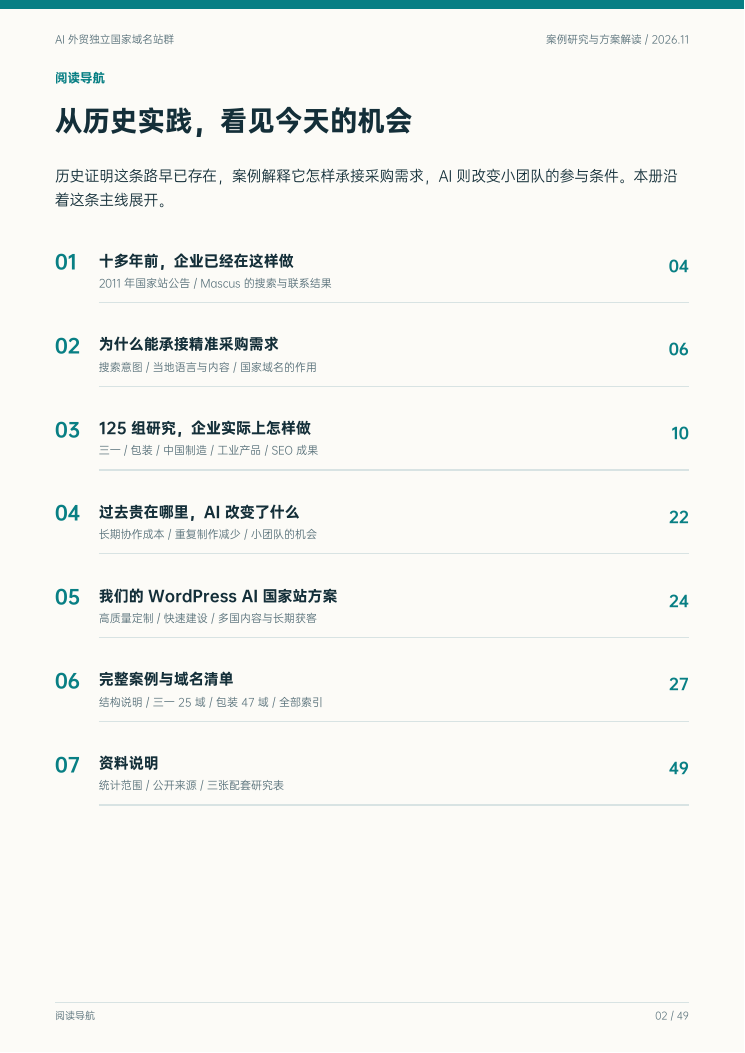 AI 外贸独立国家域名站群
案例研究与方案解读 / 2026.11
阅读导航
从历史实践，看见今天的机会
历史证明这条路早已存在，案例解释它怎样承接采购需求，AI 则改变小团队的参与条件。本册沿
着这条主线展开。
01 十多年前，企业已经在这样做 04
2011 年国家站公告 / Mascus 的搜索与联系结果
02 为什么能承接精准采购需求 06
搜索意图 / 当地语言与内容 / 国家域名的作用
03 125 组研究，企业实际上怎样做 10
三一 / 包装 / 中国制造 / 工业产品 / SEO 成果
04 过去贵在哪里，AI 改变了什么 22
长期协作成本 / 重复制作减少 / 小团队的机会
05 我们的 WordPress AI 国家站方案 24
高质量定制 / 快速建设 / 多国内容与长期获客
06 完整案例与域名清单 27
结构说明 / 三一 25 域 / 包装 47 域 / 全部索引
07 资料说明 49
统计范围 / 公开来源 / 三张配套研究表
阅读导航
02 / 49